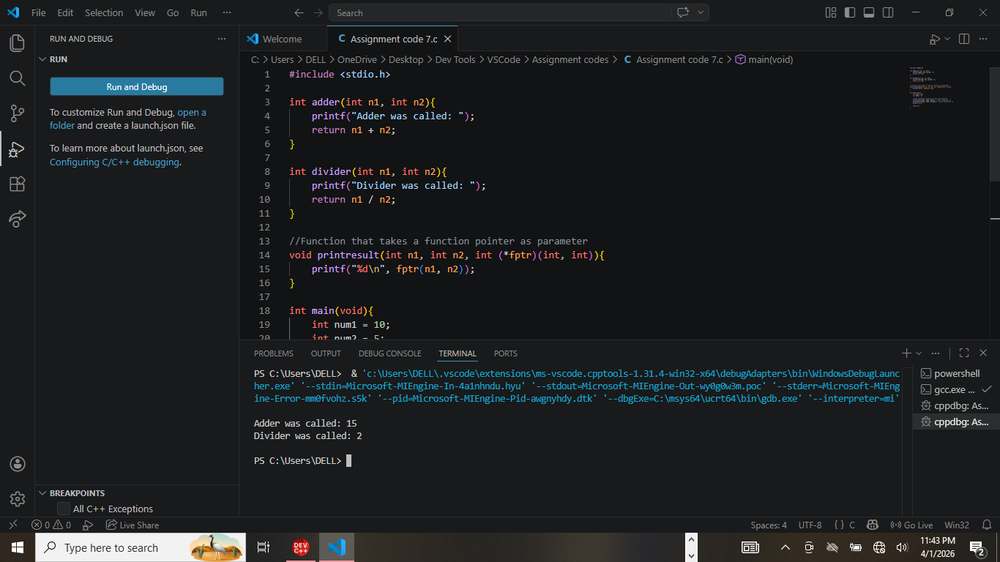 File Edit Selection View Go Run ···
Search
RUN AND DEBUG ···
RUN
Run and Debug
To customize Run and Debug, open a
folder and create a launch.json file.
To learn more about launch.json, see
Configuring C/C++ debugging.
BREAKPOINTS
All C++ Exceptions
Welcome
C Assignment code 7.c
C: > Users > DELL > OneDrive > Desktop > Dev Tools > VSCode > Assignment codes > C Assignment code 7.c > main(void)
1 #include <stdio.h>
2
3 int adder(int n1, int n2){
4     printf("Adder was called: ");
5     return n1 + n2;
6 }
7
8 int divider(int n1, int n2){
9     printf("Divider was called: ");
10     return n1 / n2;
11 }
12
13 //Function that takes a function pointer as parameter
14 void printresult(int n1, int n2, int (*fptr)(int, int)){
15     printf("%d\n", fptr(n1, n2));
16 }
17
18 int main(void){
19     int num1 = 10;
20     int num2 = 5;
PROBLEMS OUTPUT DEBUG CONSOLE TERMINAL PORTS
PS C:\Users\DELL>  & 'c:\Users\DELL\.vscode\extensions\ms-vscode.cpptools-1.31.4-win32-x64\debugAdapters\bin\WindowsDebugLaunc
her.exe' '--stdin=Microsoft-MIEngine-In-4a1nhndu.hyu' '--stdout=Microsoft-MIEngine-Out-wy0g0w3m.poc' '--stderr=Microsoft-MIEng
ine-Error-mm0fvohz.s5k' '--pid=Microsoft-MIEngine-Pid-awgnyhdy.dtk' '--dbgExe=C:\msys64\ucrt64\bin\gdb.exe' '--interpreter=mi'
Adder was called: 15
Divider was called: 2
PS C:\Users\DELL>
powershell
gcc.exe ...
cppdbg: As...
cppdbg: As...
0 0 Live Share
Spaces: 4 UTF-8 { } C Go Live Win32
Type here to search
DEV C++
11:43 PM
4/1/2026
2